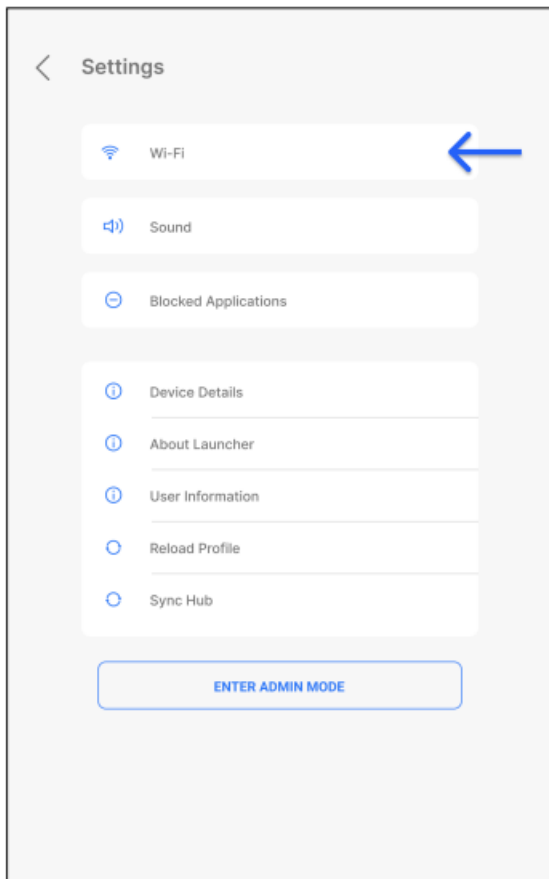 Settings
Wi-Fi
Sound
Blocked Applications
Device Details
About Launcher
User Information
Reload Profile
Sync Hub
ENTER ADMIN MODE